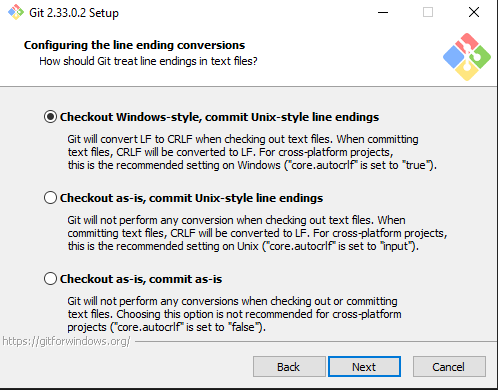 Git 2.33.0.2 Setup
Configuring the line ending conversions
How should Git treat line endings in text files?
Checkout Windows-style, commit Unix-style line endings
Git will convert LF to CRLF when checking out text files. When committing
text files, CRLF will be converted to LF. For cross-platform projects,
this is the recommended setting on Windows ("core.autocrlf" is set to "true").
Checkout as-is, commit Unix-style line endings
Git will not perform any conversion when checking out text files. When
committing text files, CRLF will be converted to LF. For cross-platform projects,
this is the recommended setting on Unix ("core.autocrlf" is set to "input").
Checkout as-is, commit as-is
Git will not perform any conversions when checking out or committing
text files. Choosing this option is not recommended for cross-platform
projects ("core.autocrlf" is set to "false").
https://gitforwindows.org/
Back
Next
Cancel